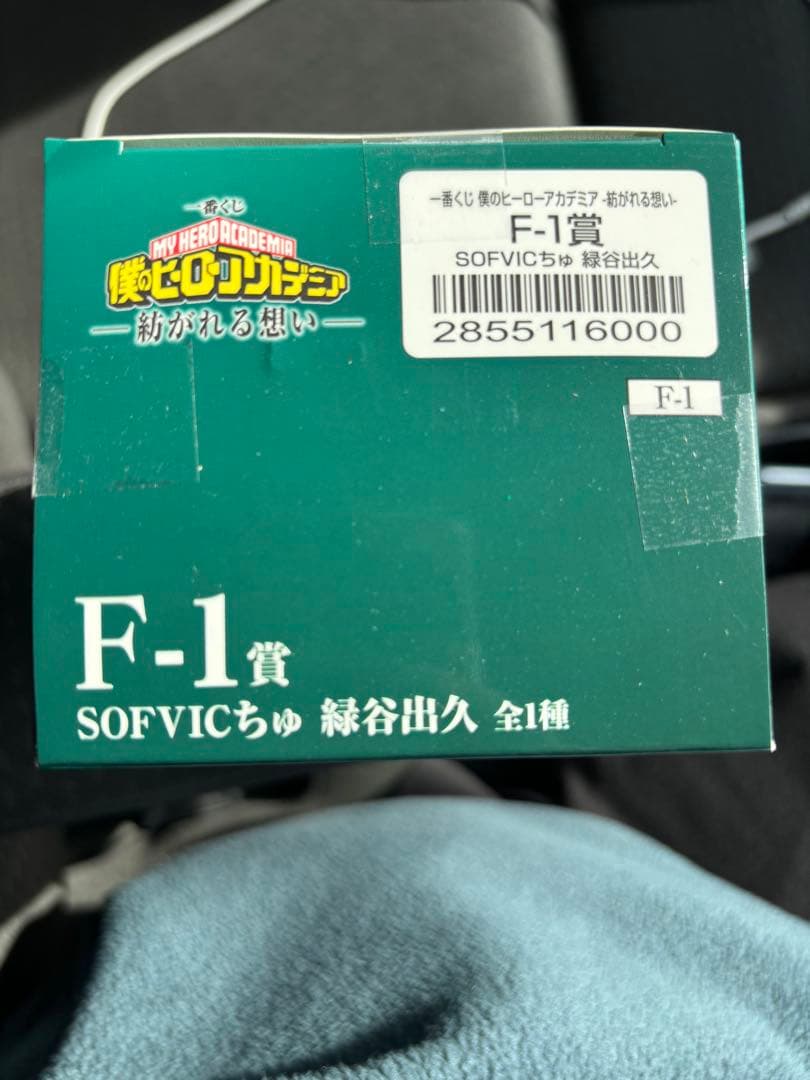 一番くじ
MY HERO ACADEMIA
僕のヒーローアカデミア
―紡がれる想い―
一番くじ 僕のヒーローアカデミア -紡がれる想い-
F-1賞
SOFVICちゅ 緑谷出久
2855116000
F-1
F-1賞
SOFVICちゅ 緑谷出久 全1種